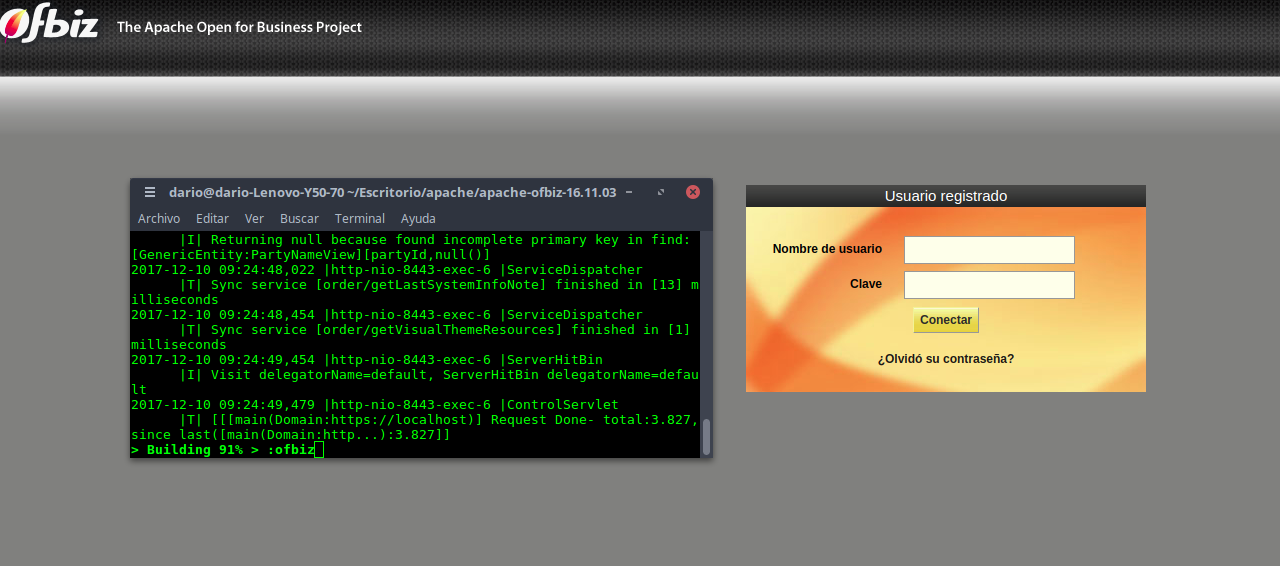 Ofbiz The Apache Open for Business Project
dario@dario-Lenovo-Y50-70 ~/Escritorio/apache/apache-ofbiz-16.11.03
Archivo Editar Ver Buscar Terminal Ayuda
|I| Returning null because found incomplete primary key in find:
[GenericEntity:PartyNameView][partyId,null()]
2017-12-10 09:24:48,022 |http-nio-8443-exec-6 |ServiceDispatcher
|T| Sync service [order/getLastSystemInfoNote] finished in [13] m
illiseconds
2017-12-10 09:24:48,454 |http-nio-8443-exec-6 |ServiceDispatcher
|T| Sync service [order/getVisualThemeResources] finished in [1]
milliseconds
2017-12-10 09:24:49,454 |http-nio-8443-exec-6 |ServerHitBin
|I| Visit delegatorName=default, ServerHitBin delegatorName=defau
lt
2017-12-10 09:24:49,479 |http-nio-8443-exec-6 |ControlServlet
|T| [[[main(Domain:https://localhost)] Request Done- total:3.827,
since last([main(Domain:http...):3.827]]
> Building 91% > :ofbiz
Usuario registrado
Nombre de usuario
Clave
Conectar
¿Olvidó su contraseña?